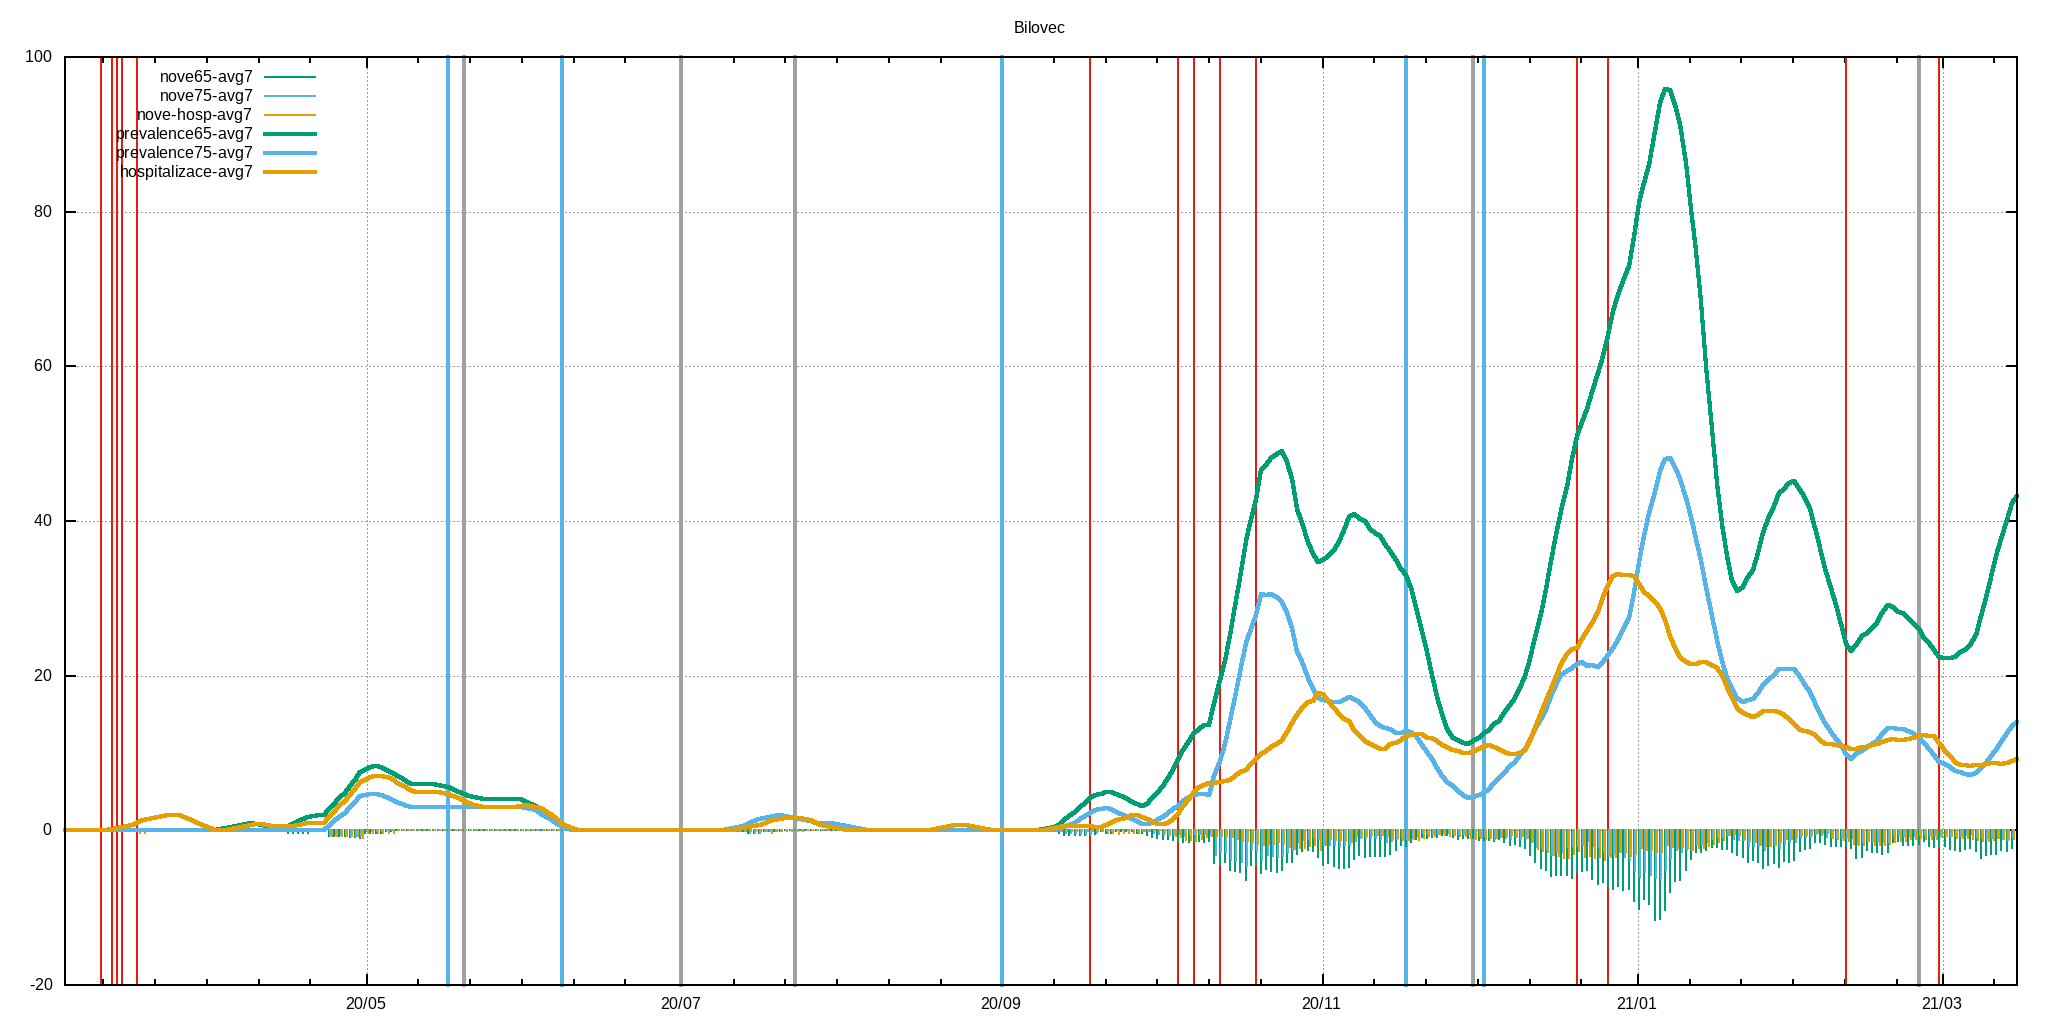 Bilovec
100
80
60
40
20
0
-20
nove65-avg7
nove75-avg7
nove-hosp-avg7
prevalence65-avg7
prevalence75-avg7
hospitalizace-avg7
20/05
20/07
20/09
20/11
21/01
21/03